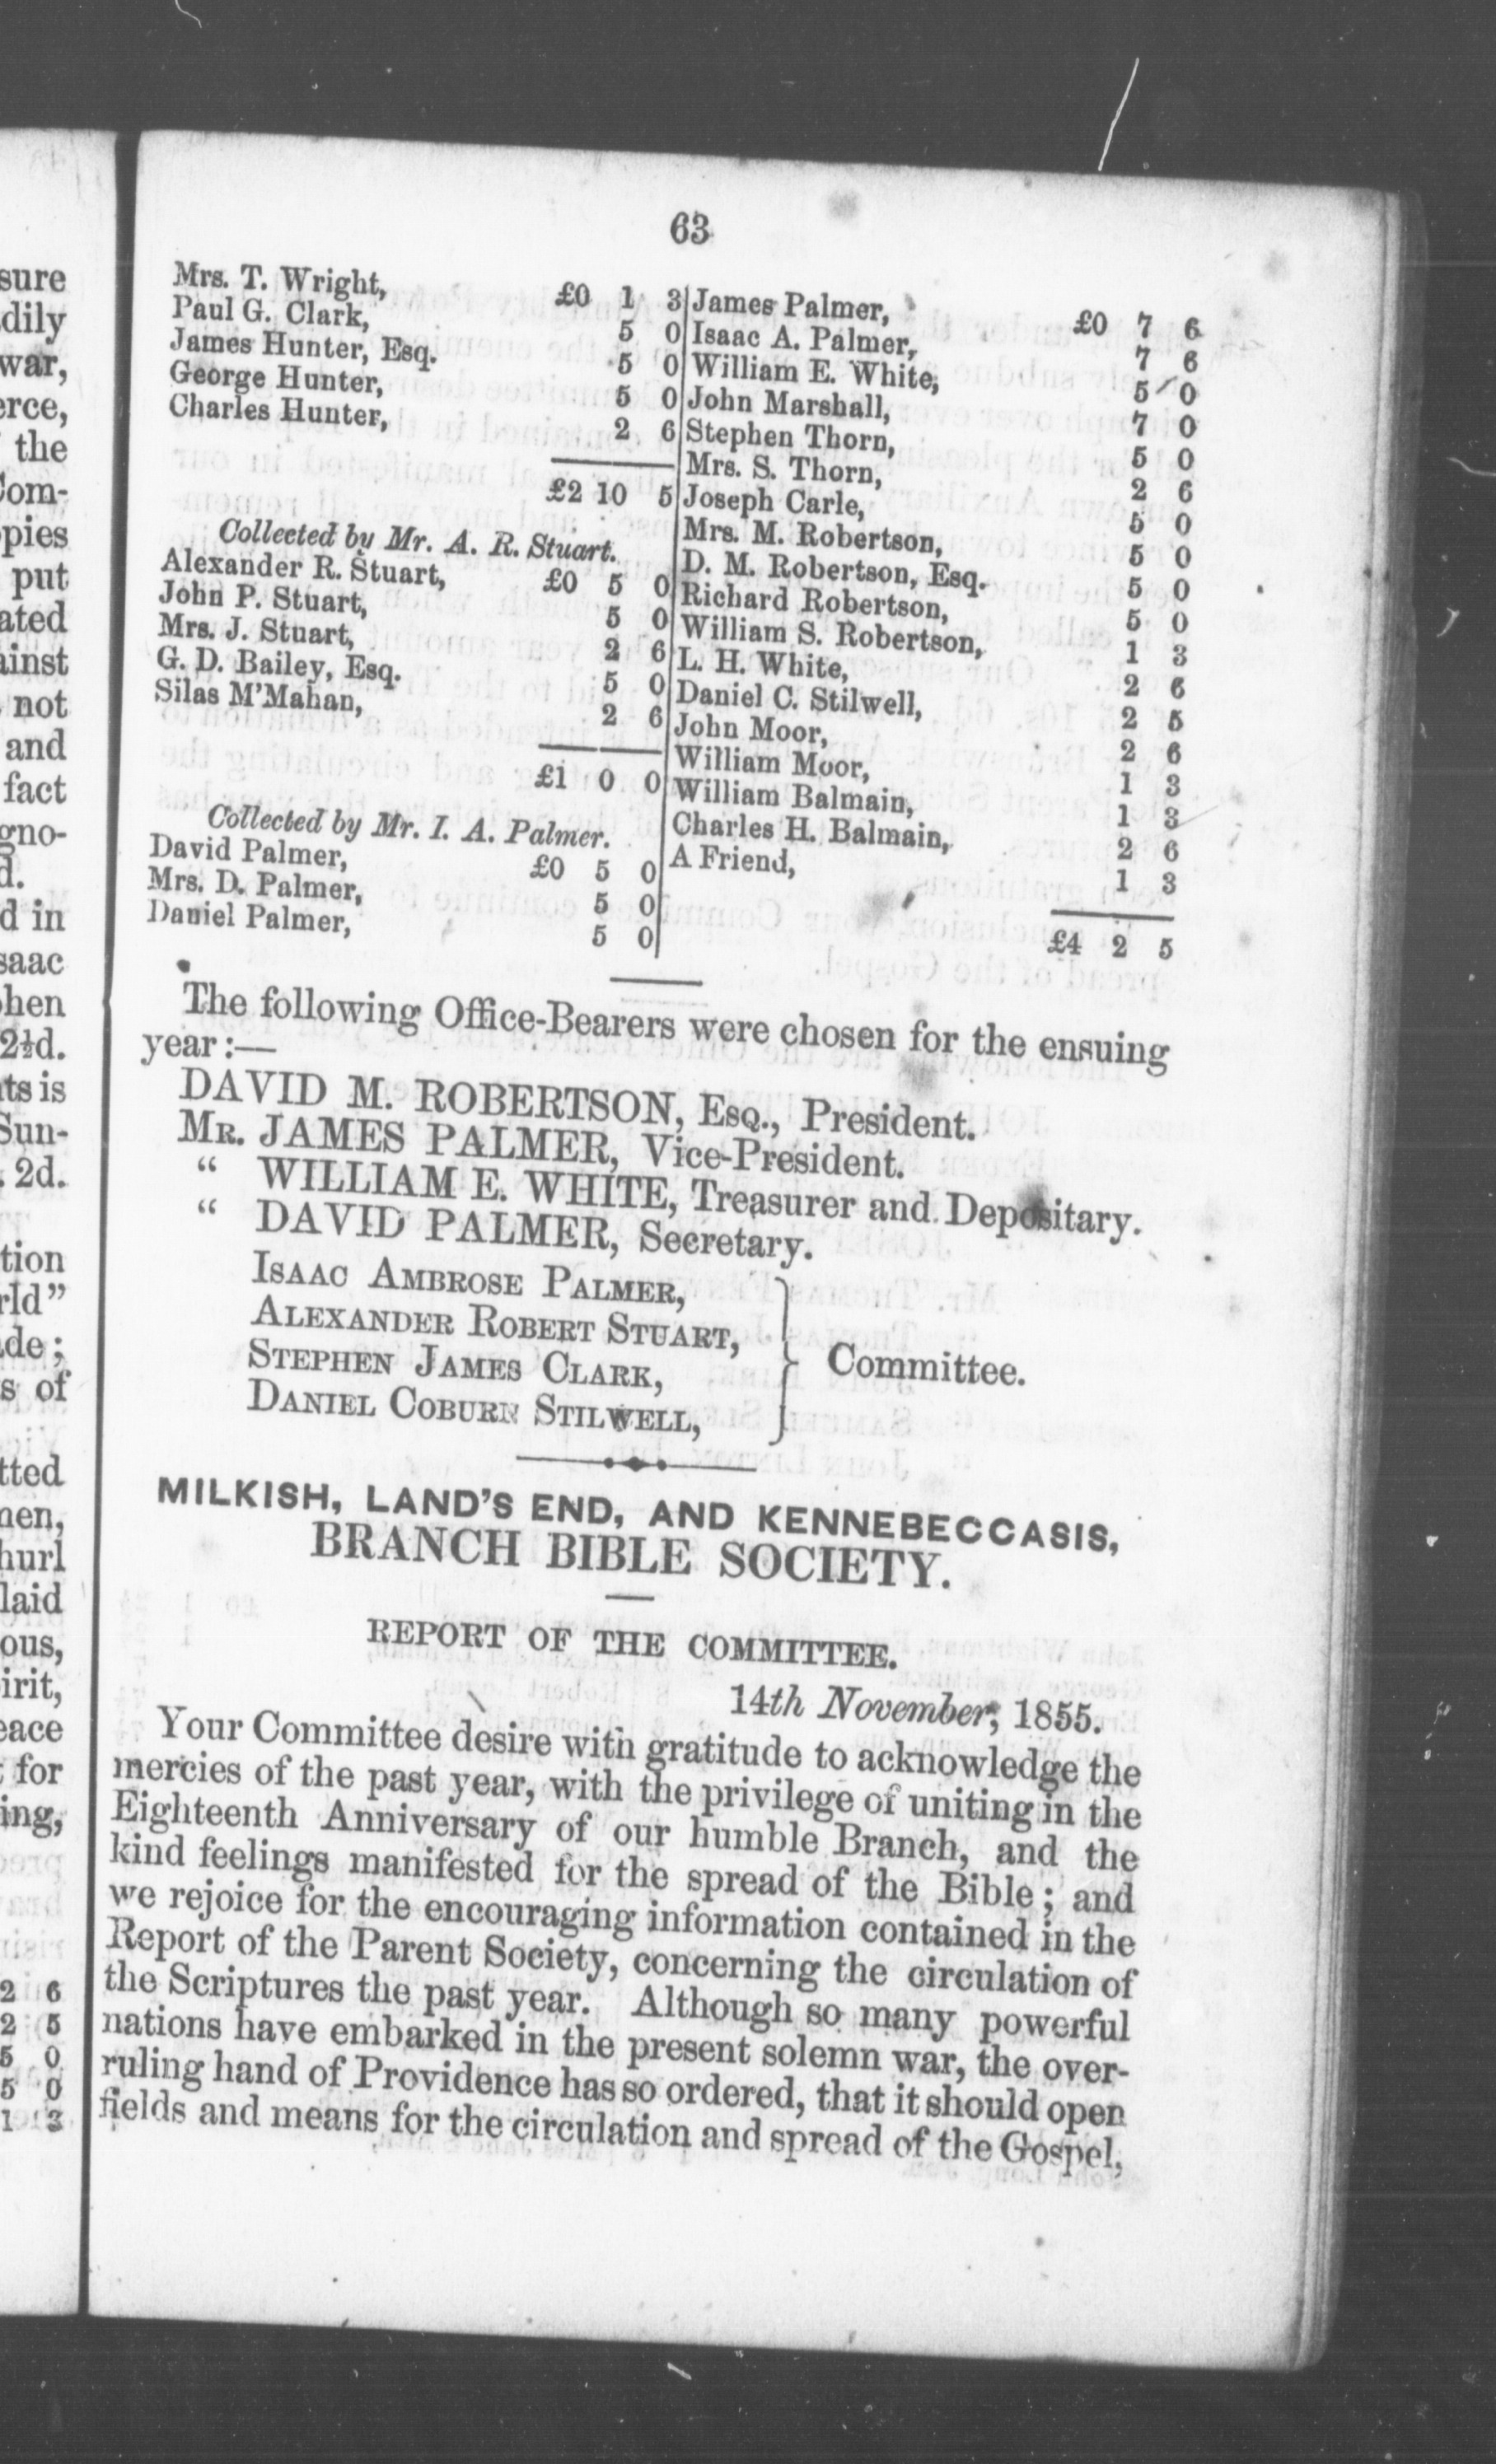 63
Mrs. T. Wright, £0 1 3
Paul G. Clark, 5 0
James Hunter, Esq. 5 0
George Hunter, 5 0
Charles Hunter, 2 6
£2 10 5
Collected by Mr. A. R. Stuart.
Alexander R. Stuart, £0 5 0
John P. Stuart, 5 0
Mrs. J. Stuart, 2 6
G. D. Bailey, Esq. 5 0
Silas M'Mahan, 2 6
£1 0 0
Collected by Mr. I. A. Palmer.
David Palmer, £0 5 0
Mrs. D. Palmer, 5 0
Daniel Palmer, 5 0
James Palmer, £0 7 6
Isaac A. Palmer, 7 6
William E. White, 5 0
John Marshall, 7 0
Stephen Thorn, 5 0
Mrs. S. Thorn, 2 6
Joseph Carle, 5 0
Mrs. M. Robertson, 5 0
D. M. Robertson, Esq. 5 0
Richard Robertson, 5 0
William S. Robertson, 1 3
L. H. White, 2 6
Daniel C. Stilwell, 2 5
John Moor, 2 6
William Moor, 1 3
William Balmain, 1 3
Charles H. Balmain, 2 6
A Friend, 1 3
£4 2 5
The following Office-Bearers were chosen for the ensuing
year:—
DAVID M. ROBERTSON, Esq., President.
Mr. JAMES PALMER, Vice-President.
“ WILLIAM E. WHITE, Treasurer and Depositary.
“ DAVID PALMER, Secretary.
Isaac Ambrose Palmer,
Alexander Robert Stuart,
Stephen James Clark,
Daniel Coburn Stilwell,
Committee.
MILKISH, LAND'S END, AND KENNEBECCASIS,
BRANCH BIBLE SOCIETY.
REPORT OF THE COMMITTEE.
14th November, 1855.
Your Committee desire with gratitude to acknowledge the
mercies of the past year, with the privilege of uniting in the
Eighteenth Anniversary of our humble Branch, and the
kind feelings manifested for the spread of the Bible; and
we rejoice for the encouraging information contained in the
Report of the Parent Society, concerning the circulation of
the Scriptures the past year. Although so many powerful
nations have embarked in the present solemn war, the over-
ruling hand of Providence has so ordered, that it should open
fields and means for the circulation and spread of the Gospel,